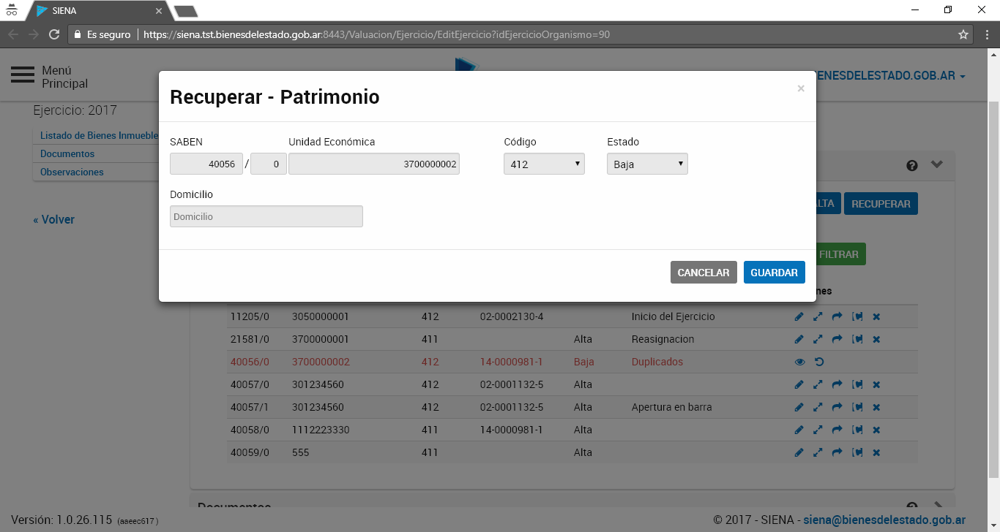 SIENA
Es seguro
https://siena.tst.bienesdelestado.gob.ar:8443/Valuacion/Ejercicio/EditEjercicio?idEjercicioOrganismo=90
Menú
Principal
ENESDELESTADO.GOB.AR
Ejercicio: 2017
Listado de Bienes Inmueble
Documentos
Observaciones
« Volver
Recuperar - Patrimonio
×
SABEN Unidad Económica Código Estado
40056 / 0 3700000002 412 Baja
Domicilio
Domicilio
CANCELAR GUARDAR
LTA RECUPERAR
FILTRAR
nes
11205/0 3050000001 412 02-0002130-4 Inicio del Ejercicio
21581/0 3700000001 411 Alta Reasignacion
40056/0 3700000002 412 14-0000981-1 Baja Duplicados
40057/0 301234560 412 02-0001132-5 Alta
40057/1 301234560 412 02-0001132-5 Alta Apertura en barra
40058/0 1112223330 411 14-0000981-1 Alta
40059/0 555 411 Alta
Documentos
Versión: 1.0.26.115 (aaeec617 )
© 2017 - SIENA - siena@bienesdelestado.gob.ar